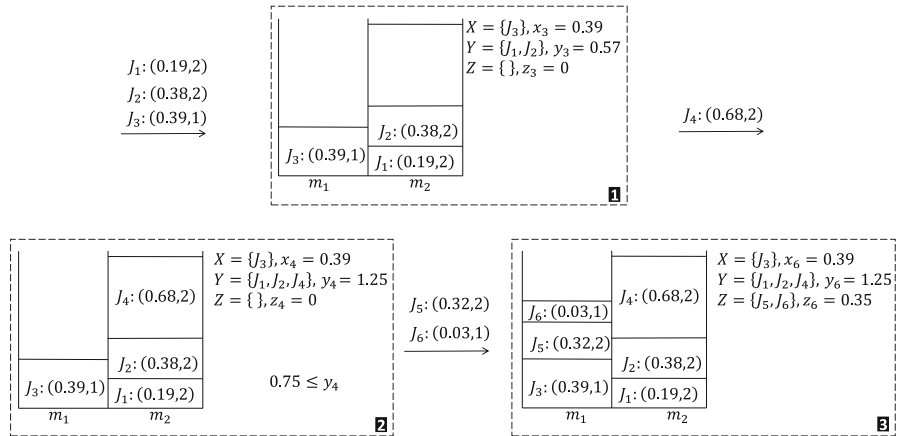 J₁: (0.19,2)
J₂: (0.38,2)
J₃: (0.39,1)
J₃: (0.39,1)
J₂: (0.38,2)
J₁: (0.19,2)
m₁
m₂
X = {J₃}, x₃ = 0.39
Y = {J₁, J₂}, y₃ = 0.57
Z = { }, z₃ = 0
1
J₄: (0.68,2)
J₃: (0.39,1)
J₄: (0.68,2)
J₂: (0.38,2)
J₁: (0.19,2)
m₁
m₂
X = {J₃}, x₄ = 0.39
Y = {J₁, J₂, J₄}, y₄ = 1.25
Z = { }, z₄ = 0
0.75 ≤ y₄
2
J₅: (0.32,2)
J₆: (0.03,1)
J₆: (0.03,1)
J₅: (0.32,2)
J₃: (0.39,1)
J₄: (0.68,2)
J₂: (0.38,2)
J₁: (0.19,2)
m₁
m₂
X = {J₃}, x₆ = 0.39
Y = {J₁, J₂, J₄}, y₆ = 1.25
Z = {J₅, J₆}, z₆ = 0.35
3